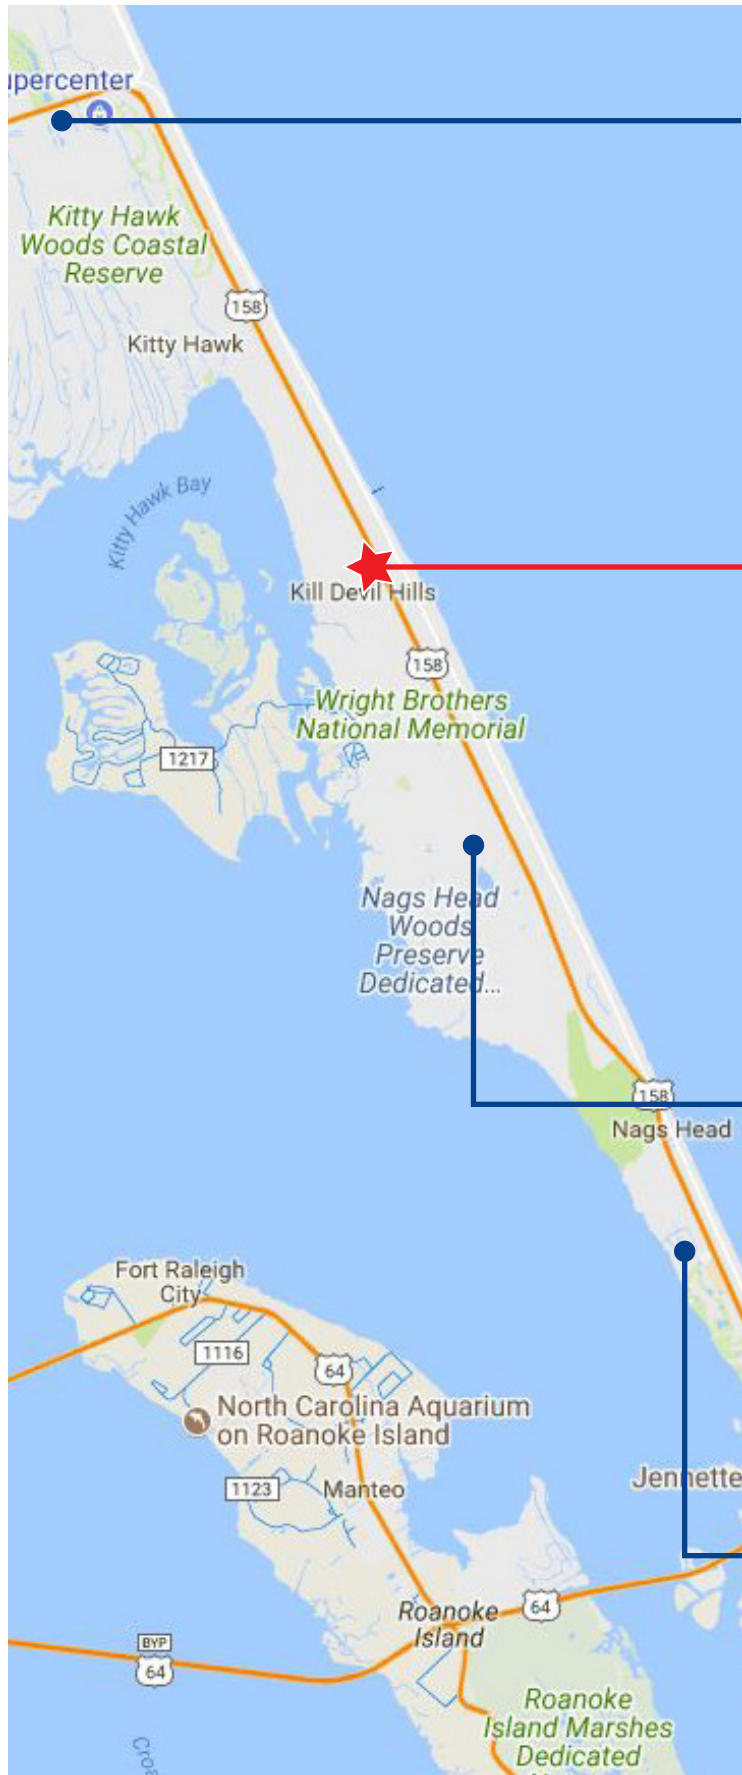 upercenter
Kitty Hawk
Woods Coastal
Reserve
158
Kitty Hawk
Kitty Hawk Bay
Kill Devil Hills
158
Wright Brothers
National Memorial
1217
Nags Head
Woods
Preserve
Dedicated...
158
Nags Head
Fort Raleigh
City
1116
64
North Carolina Aquarium
on Roanoke Island
1123
Manteo
Jennette
Roanoke
Island
64
BYP
64
Roanoke
Island Marshes
Dedicated
Croa